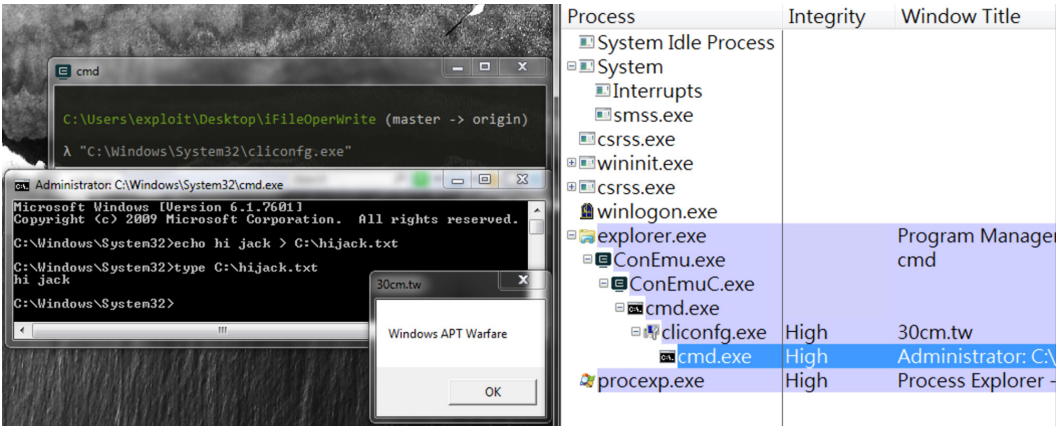 cmd
C:\Users\exploit\Desktop\iFileOperWrite (master -> origin)
λ "C:\Windows\System32\cliconfg.exe"
Administrator: C:\Windows\System32\cmd.exe
Microsoft Windows [Version 6.1.7601]
Copyright (c) 2009 Microsoft Corporation.  All rights reserved.
C:\Windows\System32>echo hi jack > C:\hijack.txt
C:\Windows\System32>type C:\hijack.txt
hi jack
C:\Windows\System32>
30cm.tw
Windows APT Warfare
OK
Process Integrity Window Title
System Idle Process
System
Interrupts
smss.exe
csrss.exe
wininit.exe
csrss.exe
winlogon.exe
explorer.exe Program Manager
ConEmu.exe cmd
ConEmuC.exe
cmd.exe
cliconfg.exe High 30cm.tw
cmd.exe High Administrator: C:\
procexp.exe High Process Explorer -